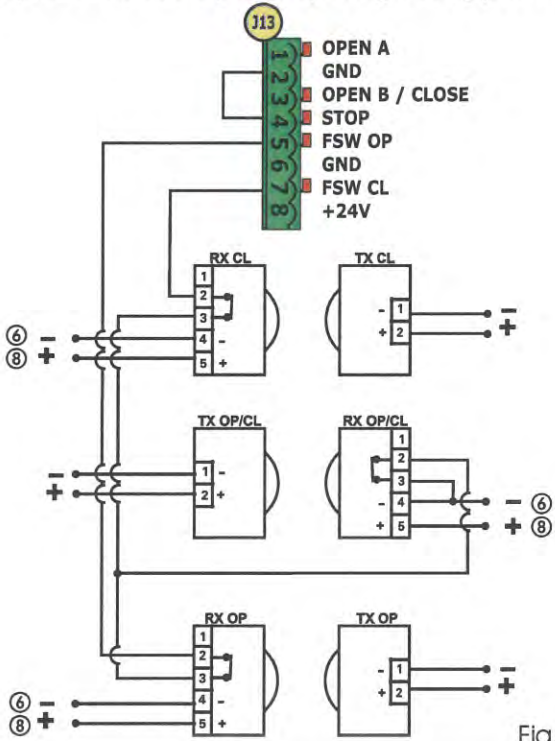 J13
1 OPEN A
2 GND
3 OPEN B / CLOSE
4 STOP
5 FSW OP
6 GND
7 FSW CL
8 +24V
RX CL
TX CL
1
2
3
⑥ − 4 -
⑧ + 5 +
- 1 −
+ 2 +
TX OP/CL
RX OP/CL
− 1 -
+ 2 +
1
2
3
- 4 − ⑥
+ 5 + ⑧
RX OP
TX OP
1
2
3
⑥ − 4 -
⑧ + 5 +
- 1 −
+ 2 +
Fig